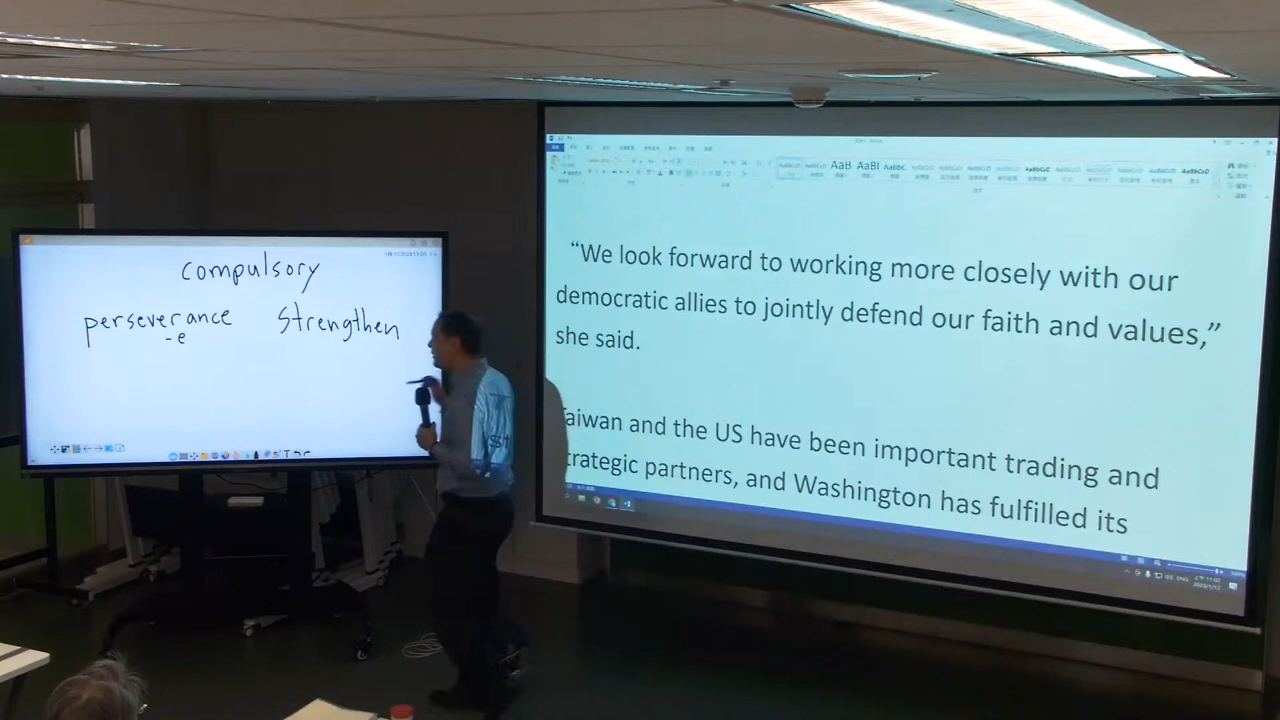 compulsory
perseverance strengthen
-e
“We look forward to working more closely with our
democratic allies to jointly defend our faith and values,”
she said.
Taiwan and the US have been important trading and
strategic partners, and Washington has fulfilled its